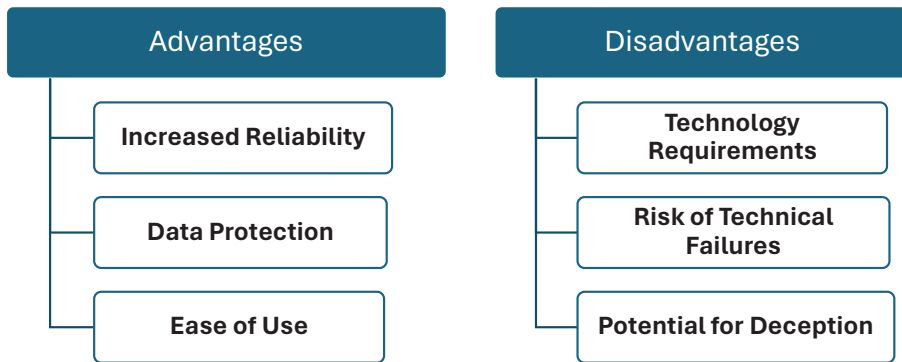 Advantages
Increased Reliability
Data Protection
Ease of Use
Disadvantages
Technology
Requirements
Risk of Technical
Failures
Potential for Deception